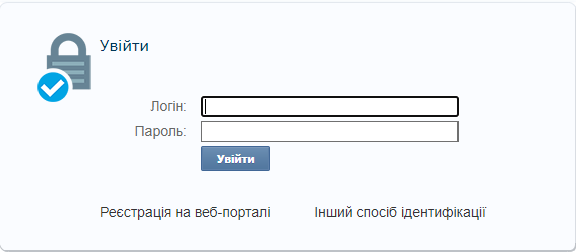 Увійти
Логін:
Пароль:
Увійти
Реєстрація на веб-порталі
Інший спосіб ідентифікації